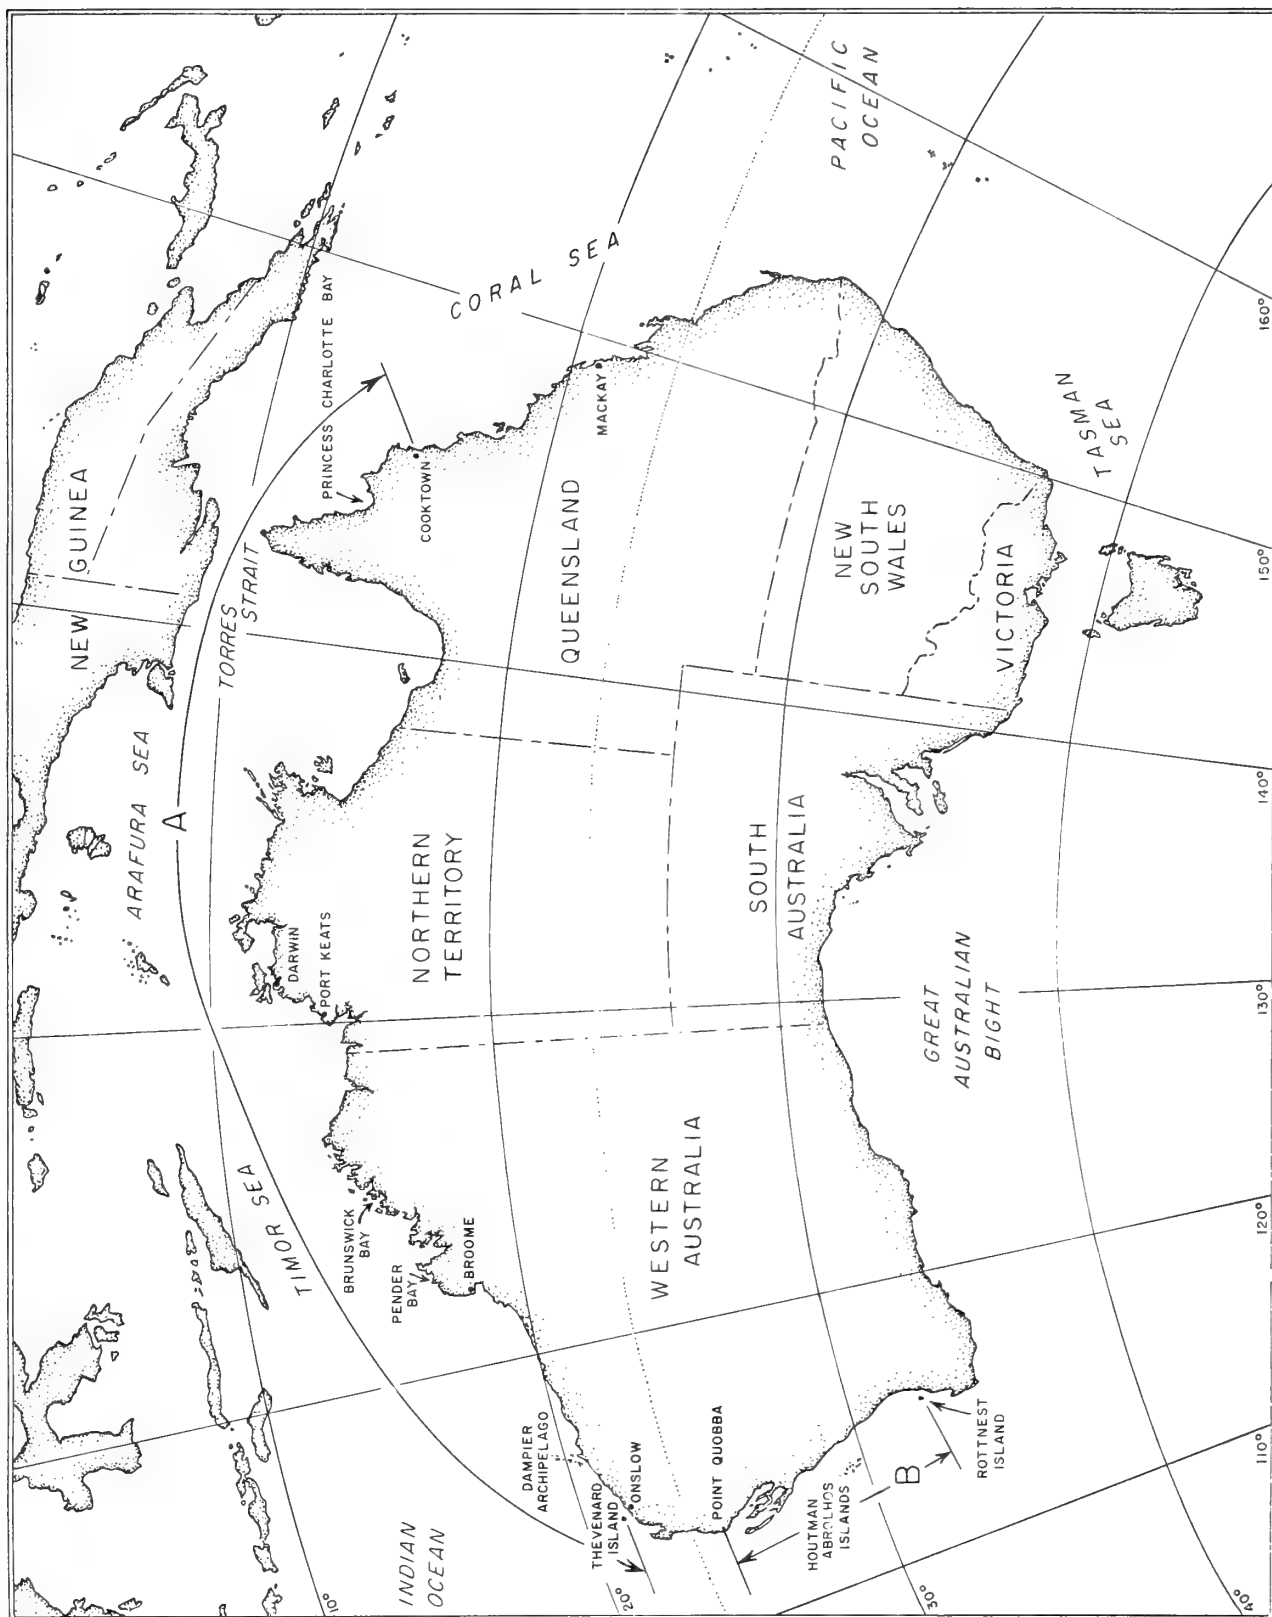 NEW GUINEA
ARAFURA SEA
TORRES
STRAIT
PRINCESS CHARLOTTE BAY
CORAL SEA
PACIFIC
OCEAN
A
COOKTOWN
MACKAY
QUEENSLAND
DARWIN
PORT KEATS
NORTHERN
TERRITORY
TIMOR SEA
BRUNSWICK
BAY
PENDER
BAY
BROOME
INDIAN
OCEAN
DAMPIER
ARCHIPELAGO
THEVENARD
ISLAND
ONSLOW
POINT QUOBBA
WESTERN
AUSTRALIA
SOUTH
AUSTRALIA
NEW
SOUTH
WALES
VICTORIA
TASMAN
SEA
GREAT
AUSTRALIAN
BIGHT
HOUTMAN
ABROLHOS
ISLANDS
B
ROTTNEST
ISLAND
10°
20°
30°
40°
110°
120°
130°
140°
150°
160°